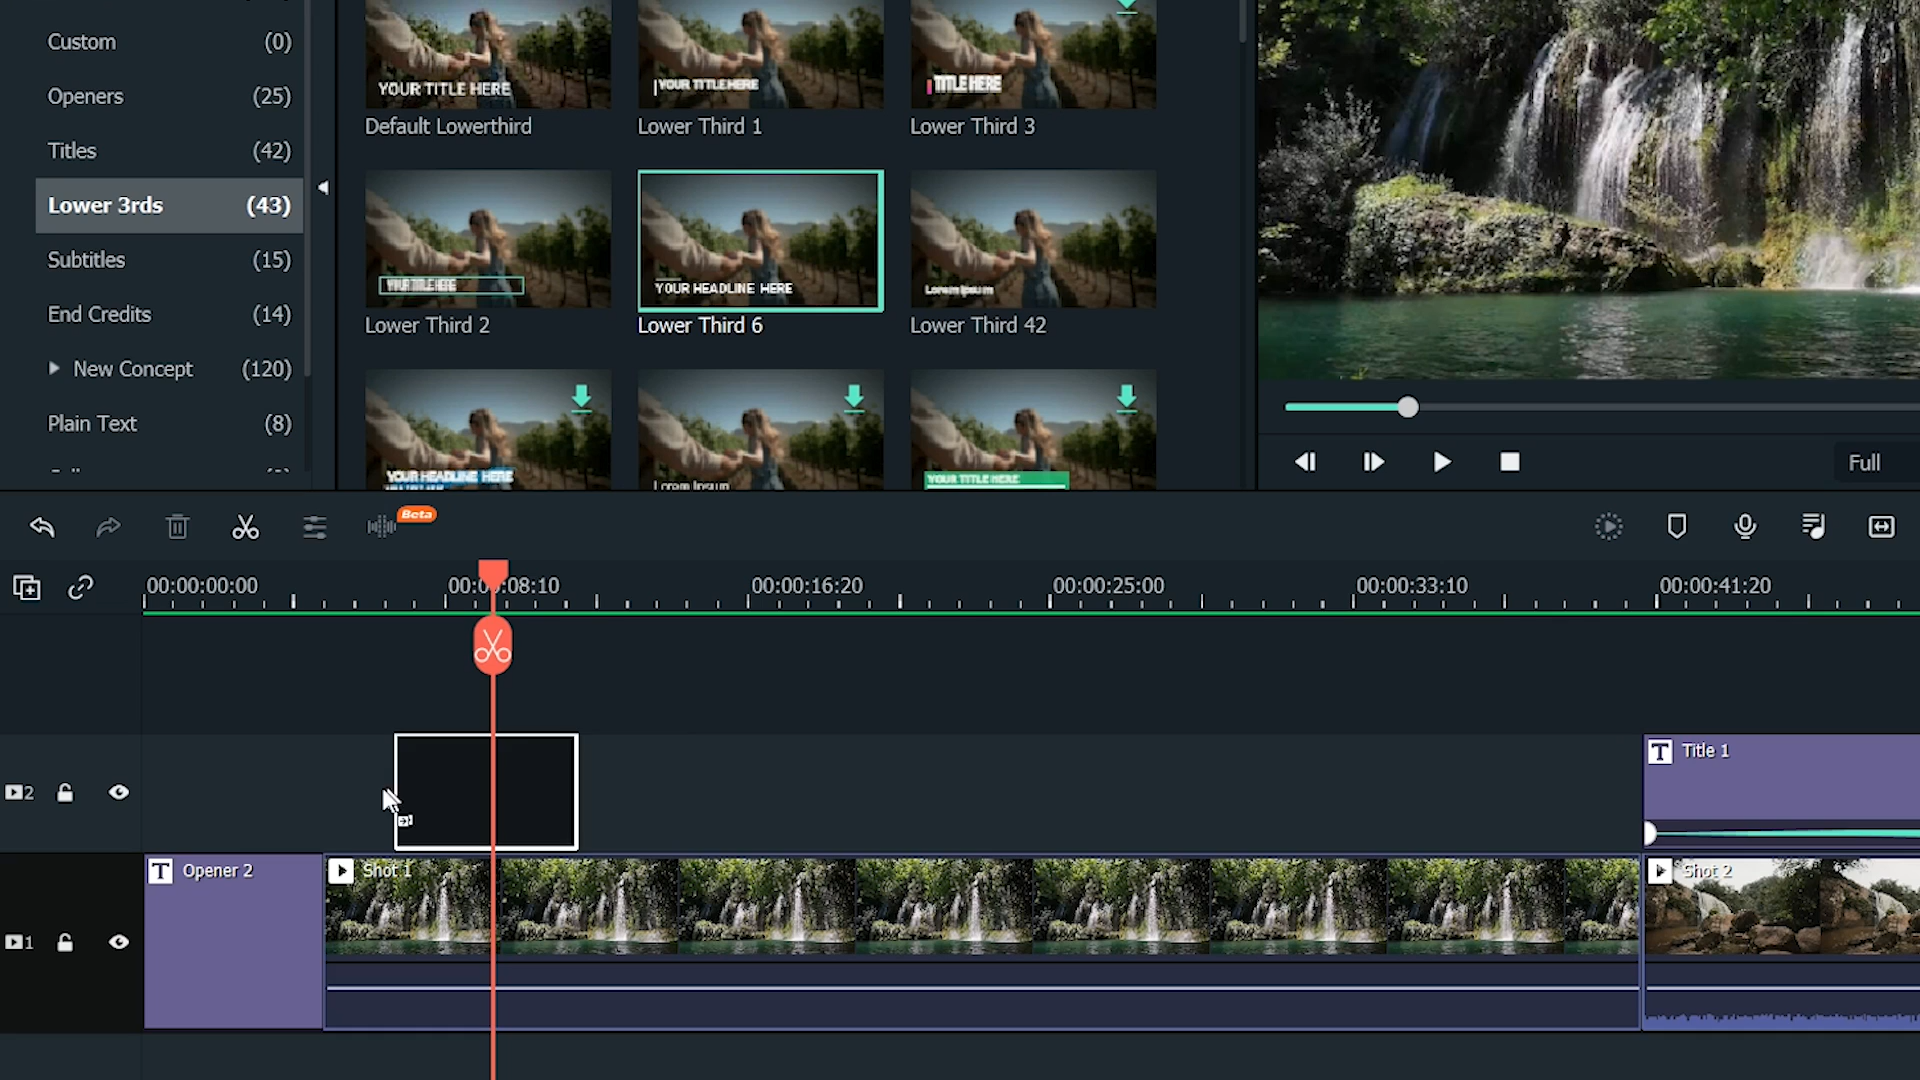 Custom (0)
Openers (25)
Titles (42)
Lower 3rds (43)
Subtitles (15)
End Credits (14)
New Concept (120)
Plain Text (8)
YOUR TITLE HERE
Default Lowerthird
YOUR TITLE HERE
Lower Third 1
TITLE HERE
Lower Third 3
YOUR TITLE HERE
Lower Third 2
YOUR HEADLINE HERE
Lower Third 6
Lorem Ipsum
Lower Third 42
YOUR HEADLINE HERE
Lorem Ipsum
YOUR TITLE HERE
Full
Beta
00:00:00:00
08:10
00:00:16:20
00:00:25:00
00:00:33:10
00:00:41:20
2
Title 1
1
Opener 2
Shot 1
Shot 2